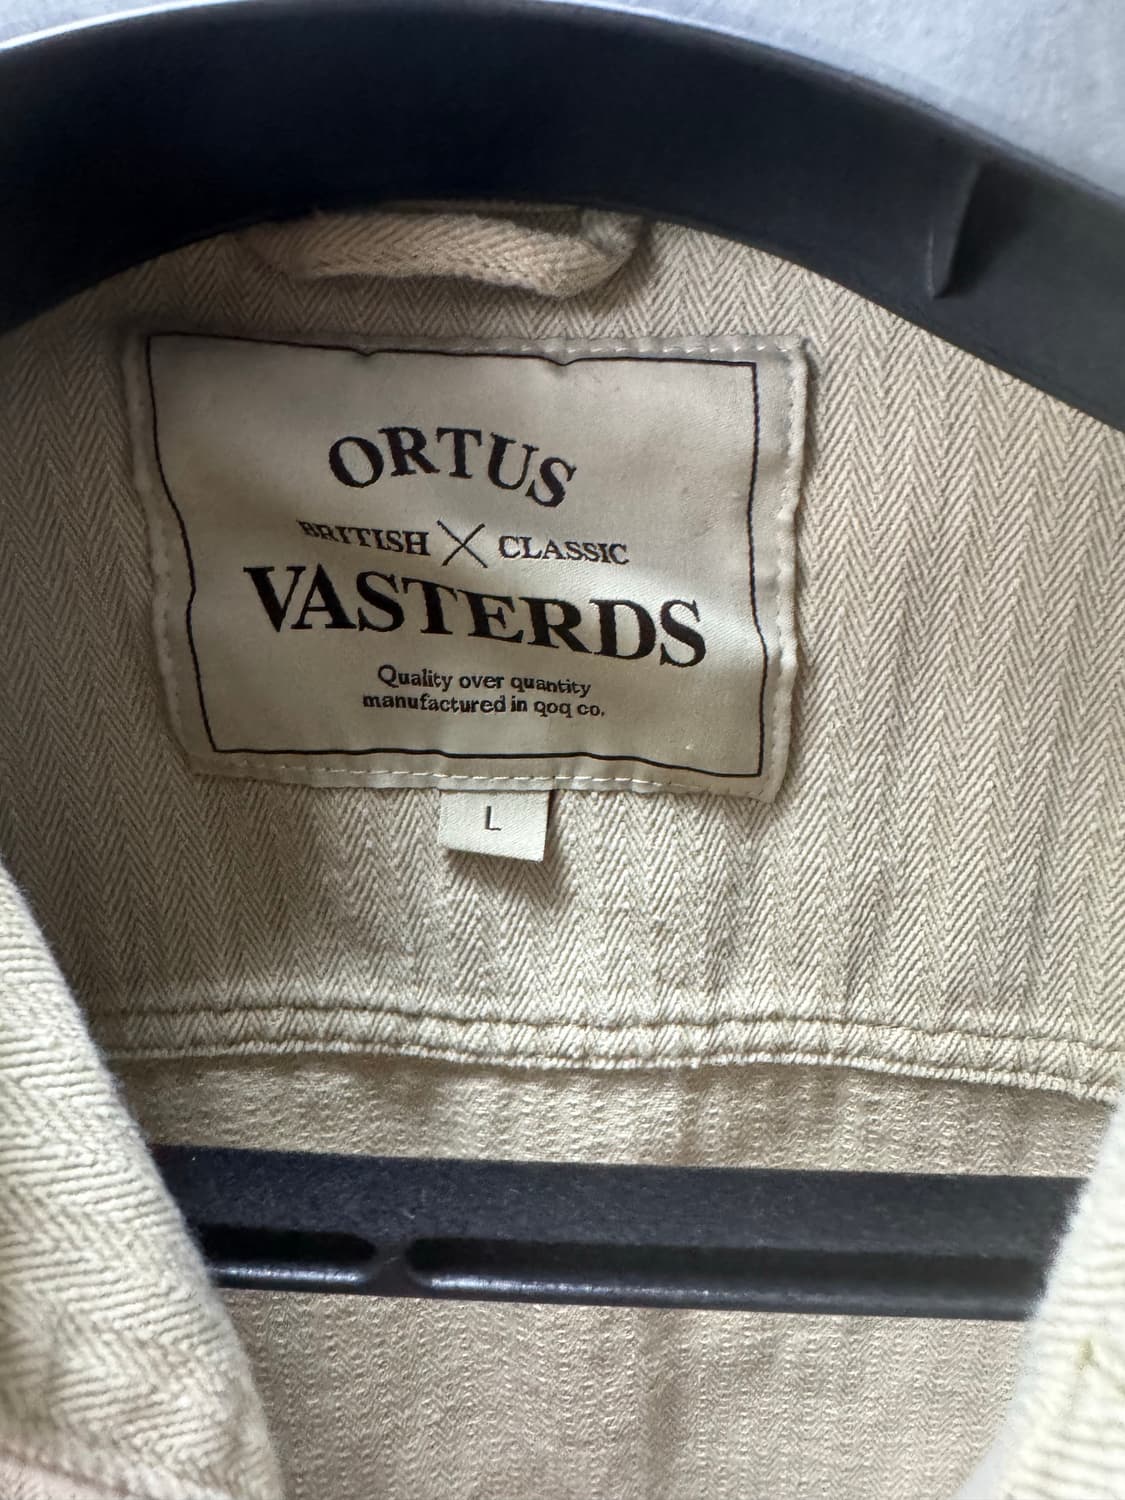 ORTUS
BRITISH X CLASSIC
VASTERDS
Quality over quantity
manufactured in qoq co.
L